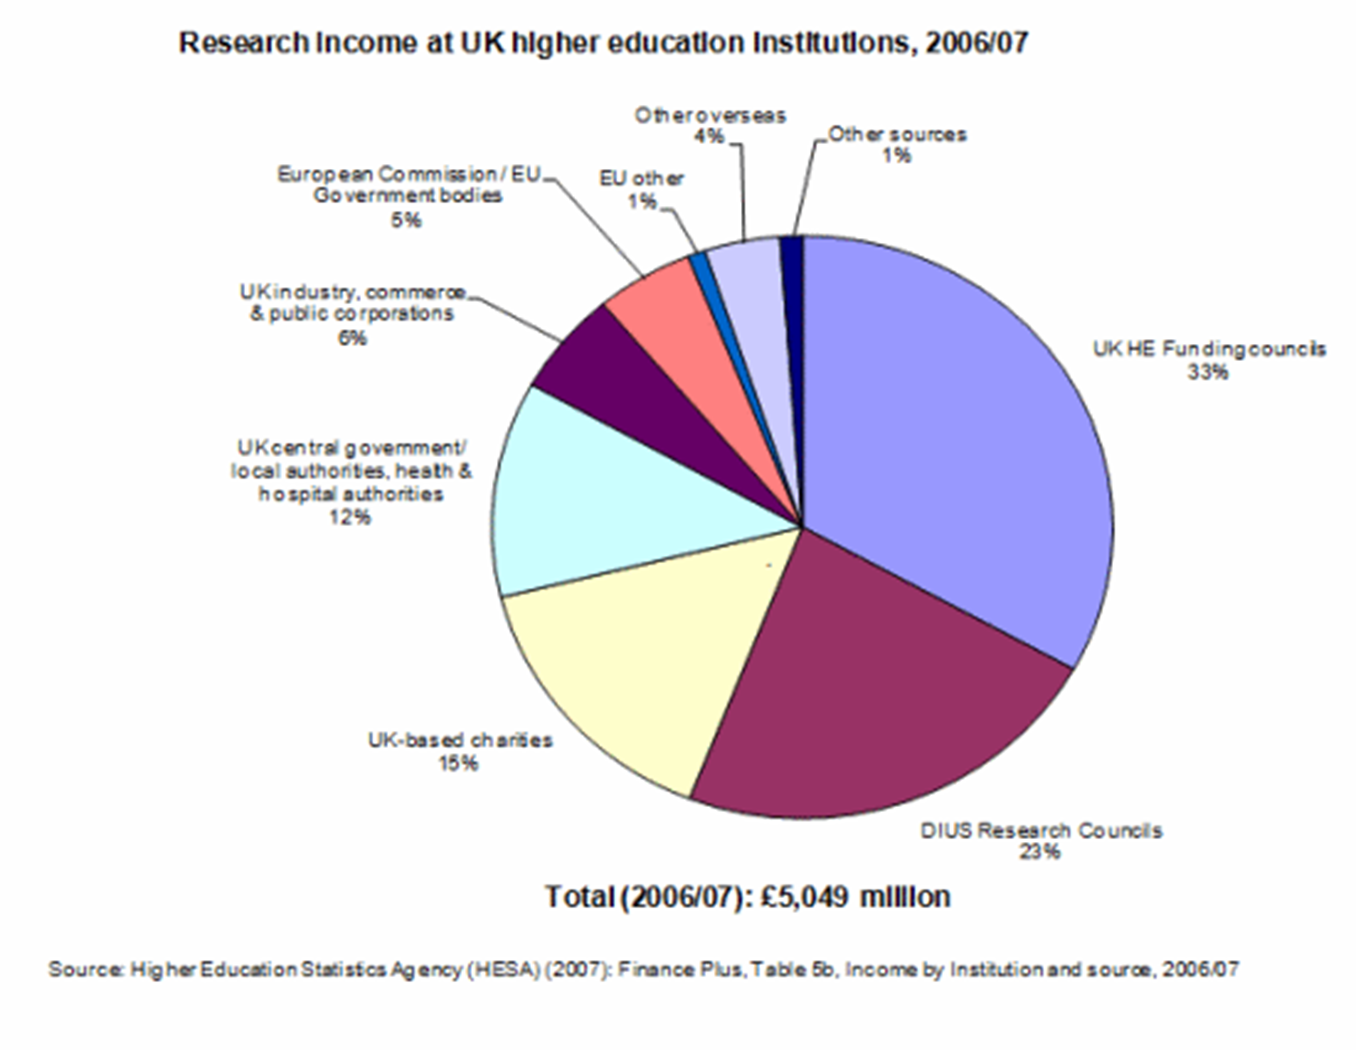 Research Income at UK higher education Institutions, 2006/07
Other overseas
4%
Other sources
1%
European Commission / EU
Government bodies
5%
EU other
1%
UK industry, commerce
& public corporations
6%
UK HE Funding councils
33%
UK central government/
local authorities, health &
hospital authorities
12%
UK-based charities
15%
DIUS Research Councils
23%
Total (2006/07): £5,049 million
Source: Higher Education Statistics Agency (HESA) (2007): Finance Plus, Table 5b, Income by Institution and source, 2006/07